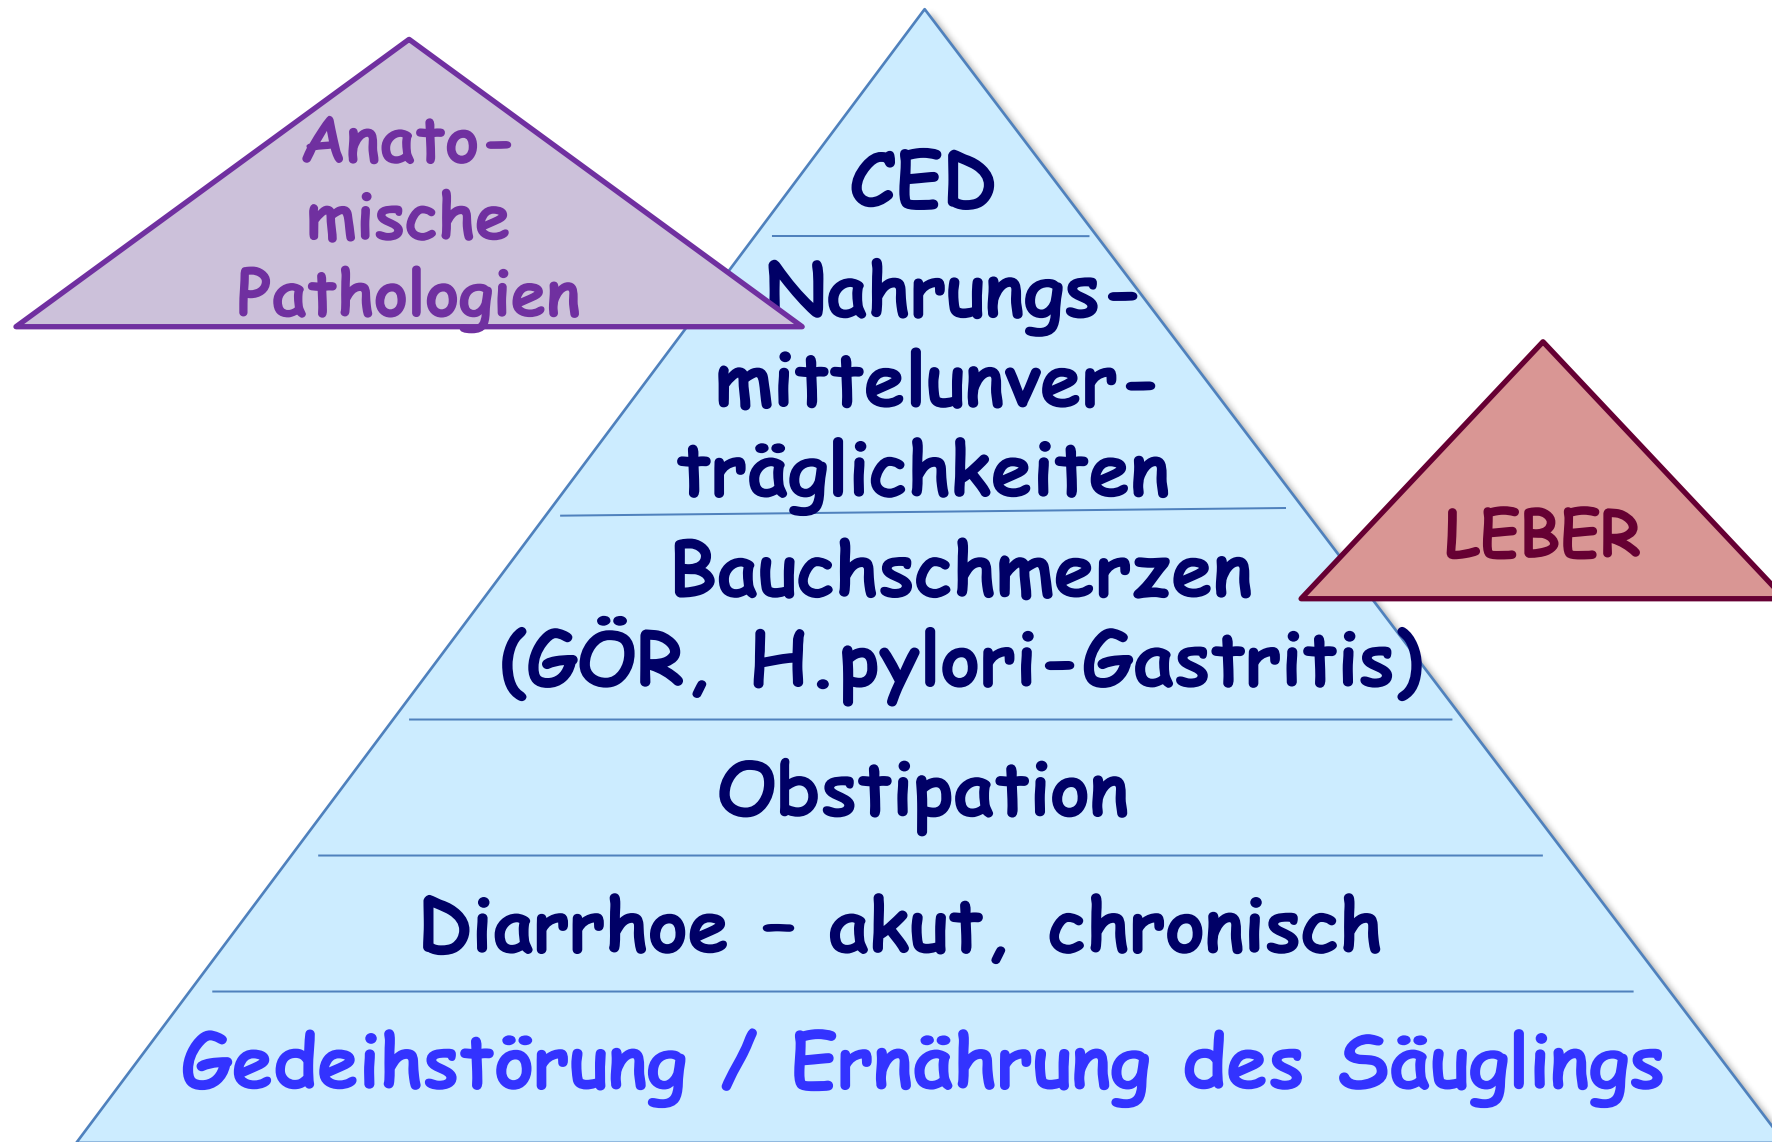 Anato-
mische
Pathologien
CED
Nahrungs-
mittelunver-
träglichkeiten
LEBER
Bauchschmerzen
(GÖR, H.pylori-Gastritis)
Obstipation
Diarrhoe – akut, chronisch
Gedeihstörung / Ernährung des Säuglings